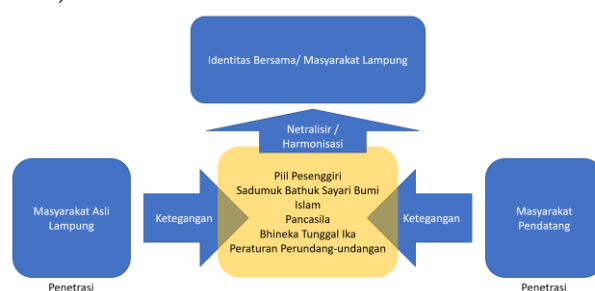 Identitas Bersama/ Masyarakat Lampung
Netralisir /
Harmonisasi
Masyarakat Asli
Lampung
Ketegangan
Piil Pesenggiri
Sadumuk Bathuk Sayari Bumi
Islam
Pancasila
Bhineka Tunggal Ika
Peraturan Perundang-undangan
Ketegangan
Masyarakat
Pendatang
Penetrasi
Penetrasi